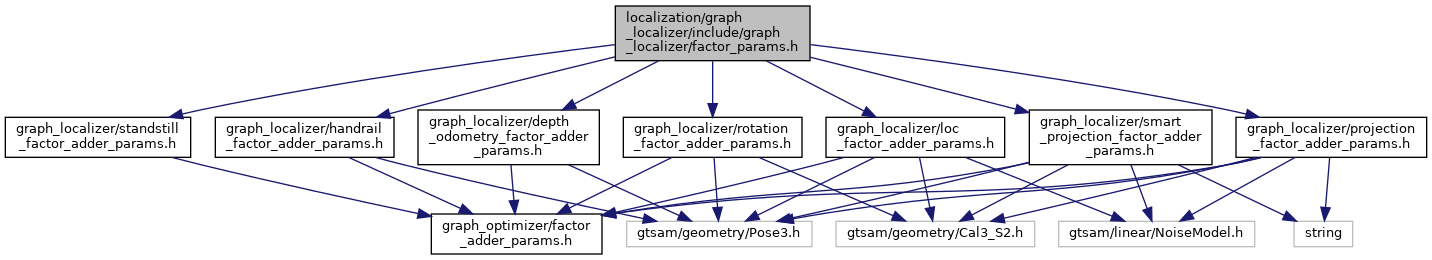 localization/graph
_localizer/include/graph
_localizer/factor_params.h
graph_localizer/standstill
_factor_adder_params.h
graph_localizer/handrail
_factor_adder_params.h
graph_localizer/depth
_odometry_factor_adder
_params.h
graph_localizer/rotation
_factor_adder_params.h
graph_localizer/loc
_factor_adder_params.h
graph_localizer/smart
_projection_factor_adder
_params.h
graph_localizer/projection
_factor_adder_params.h
graph_optimizer/factor
_adder_params.h
gtsam/geometry/Pose3.h
gtsam/geometry/Cal3_S2.h
gtsam/linear/NoiseModel.h
string